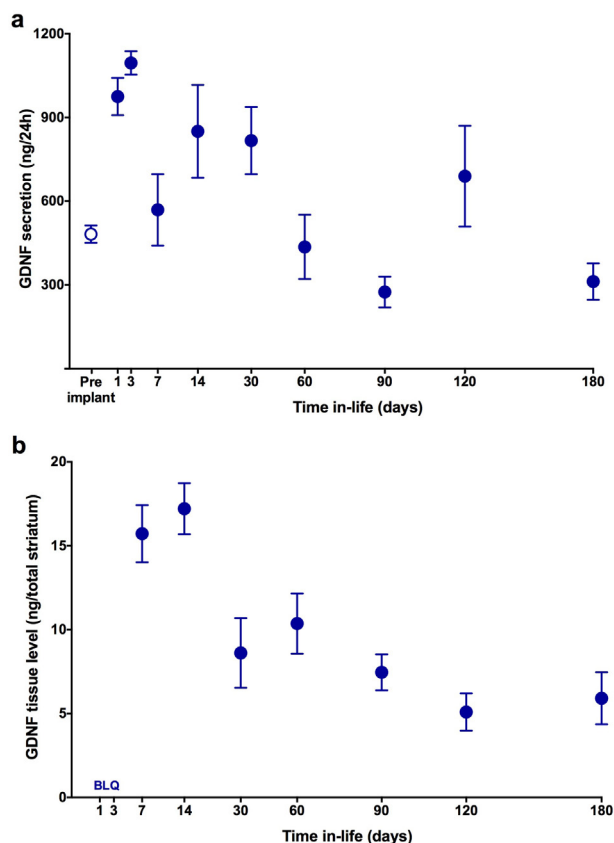 a
GDNF secretion (ng/24h)
1200
900
600
300
Pre implant
1 3 7 14 30 60 90 120 180
Time in-life (days)
b
GDNF tissue level (ng/total striatum)
20
15
10
5
0
BLQ
1 3 7 14 30 60 90 120 180
Time in-life (days)